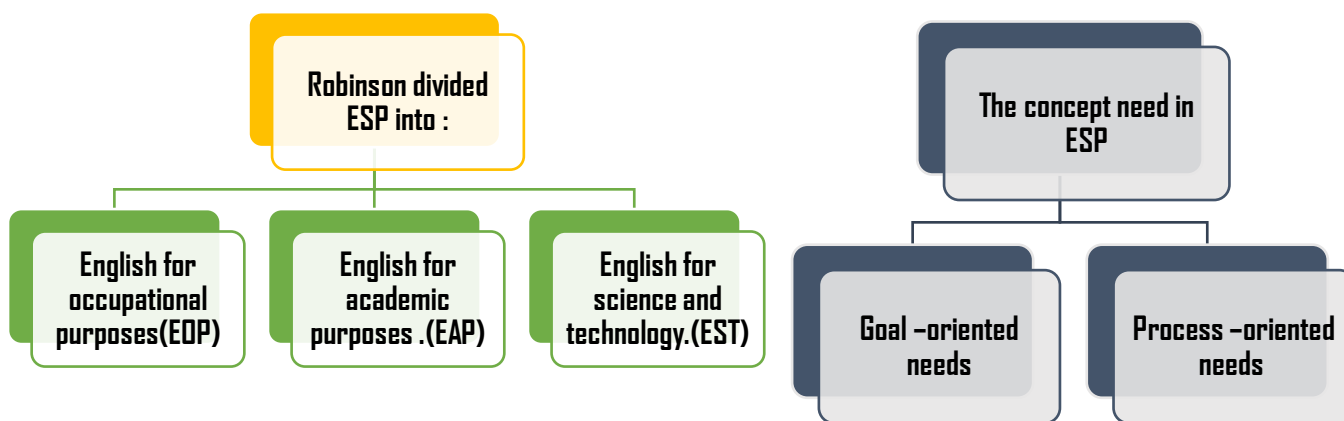 Robinson divided
ESP into :
English for
occupational
purposes(EOP)
English for
academic
purposes .(EAP)
English for
science and
technology.(EST)
The concept need in
ESP
Goal –oriented
needs
Process –oriented
needs